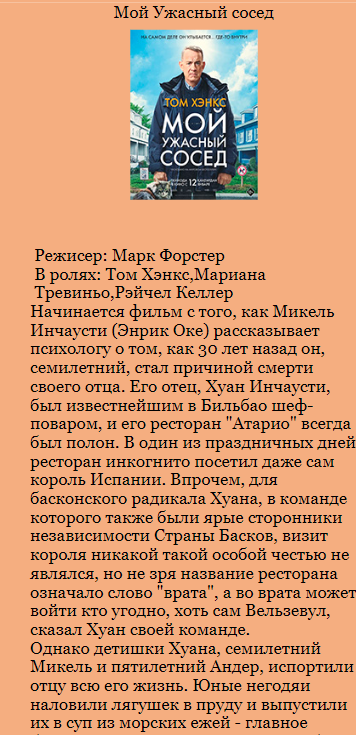 Мой Ужасный сосед
НА САМОМ ДЕЛЕ ОН УЛЫБАЕТСЯ... ГДЕ-ТО ВНУТРИ
ТОМ ХЭНКС
МОЙ
УЖАСНЫЙ
СОСЕД
12
Режисер: Марк Форстер
В ролях: Том Хэнкс,Мариана
Тревиньо,Рэйчел Келлер
Начинается фильм с того, как Микель
Инчаусти (Энрик Оке) рассказывает
психологу о том, как 30 лет назад он,
семилетний, стал причиной смерти
своего отца. Его отец, Хуан Инчаусти,
был известнейшим в Бильбао шеф-
поваром, и его ресторан "Атарио" всегда
был полон. В один из праздничных дней
ресторан инкогнито посетил даже сам
король Испании. Впрочем, для
басконского радикала Хуана, в команде
которого также были ярые сторонники
независимости Страны Басков, визит
короля никакой такой особой честью не
являлся, но не зря название ресторана
означало слово "врата", а во врата может
войти кто угодно, хоть сам Вельзевул,
сказал Хуан своей команде.
Однако детишки Хуана, семилетний
Микель и пятилетний Андер, испортили
отцу всю его жизнь. Юные негодяи
наловили лягушек в пруду и выпустили
их в суп из морских ежей - главное